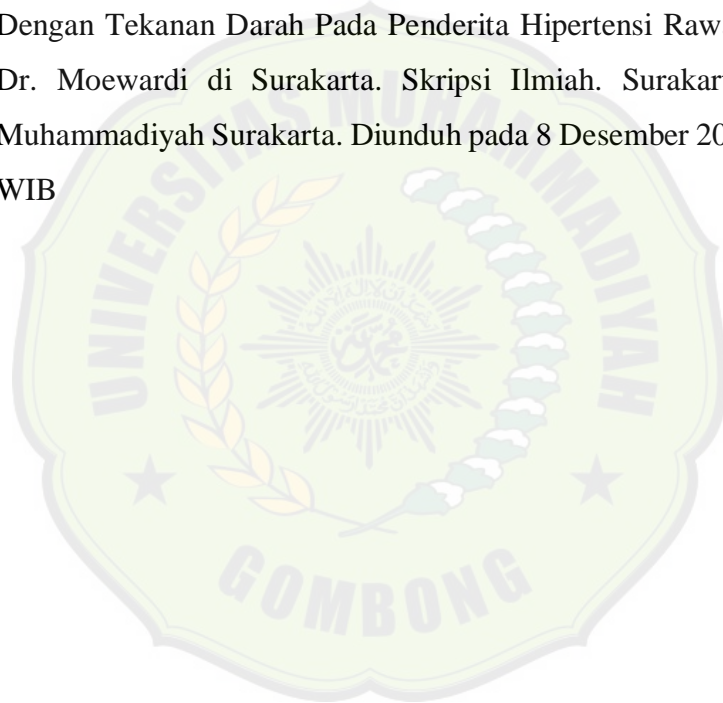 Dengan Tekanan Darah Pada Penderita Hipertensi Raw
Dr. Moewardi di Surakarta. Skripsi Ilmiah. Surakar
Muhammadiyah Surakarta. Diunduh pada 8 Desember 20
WIB
UNIVERSITAS MUHAMMADIYAH
GOMBONG